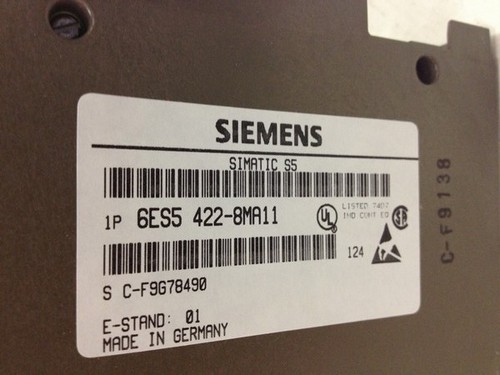 SIEMENS
SIMATIC S5
1P 6ES5 422-8MA11
LISTED 74017
IND CONT EQ
124
S C-F9G78490
E-STAND: 01
MADE IN GERMANY
C-F9138